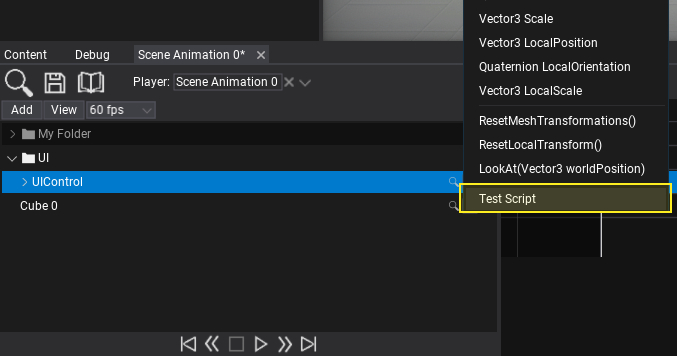 Content Debug Scene Animation 0*
Player: Scene Animation 0
Add View 60 fps
My Folder
UI
UIControl
Cube 0
Vector3 Scale
Vector3 LocalPosition
Quaternion LocalOrientation
Vector3 LocalScale
ResetMeshTransformations()
ResetLocalTransform()
LookAt(Vector3 worldPosition)
Test Script